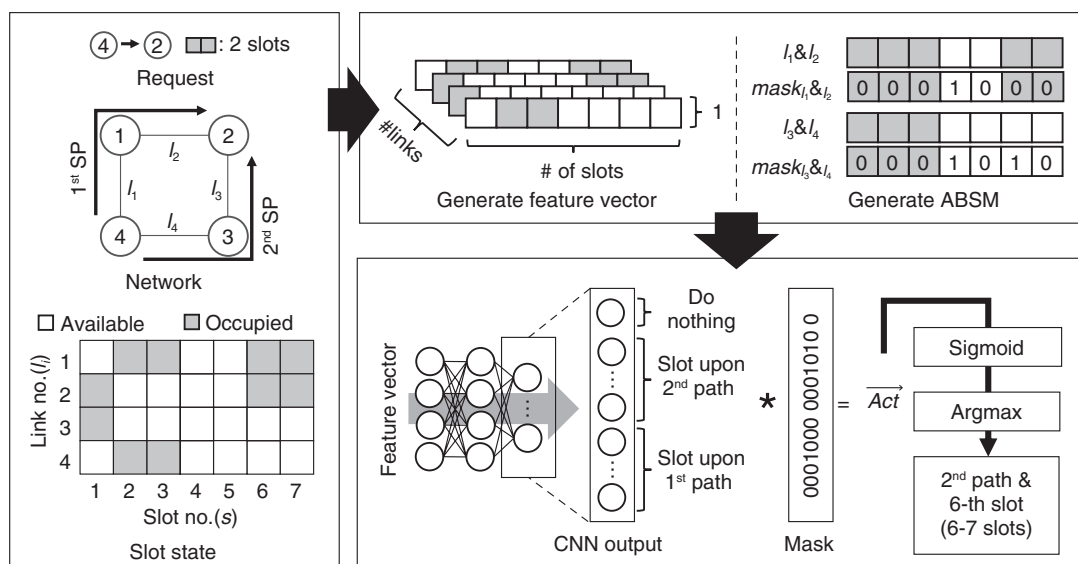 4 → 2 : 2 slots
Request
1 2
l2
1st SP
l1 l3
2nd SP
l4
4 3
Network
Available Occupied
Link no.(li)
1
2
3
4
1 2 3 4 5 6 7
Slot no.(s)
Slot state
#links
# of slots
1
Generate feature vector
l1&l2
maskl1&l2 0 0 0 1 0 0 0
l3&l4
maskl3&l4 0 0 0 1 0 1 0
Generate ABSM
Feature vector
Do
nothing
Slot upon
2nd path
Slot upon
1st path
CNN output
*
0001000 0001010 0
Mask
=
Act
Sigmoid
Argmax
2nd path &
6-th slot
(6-7 slots)